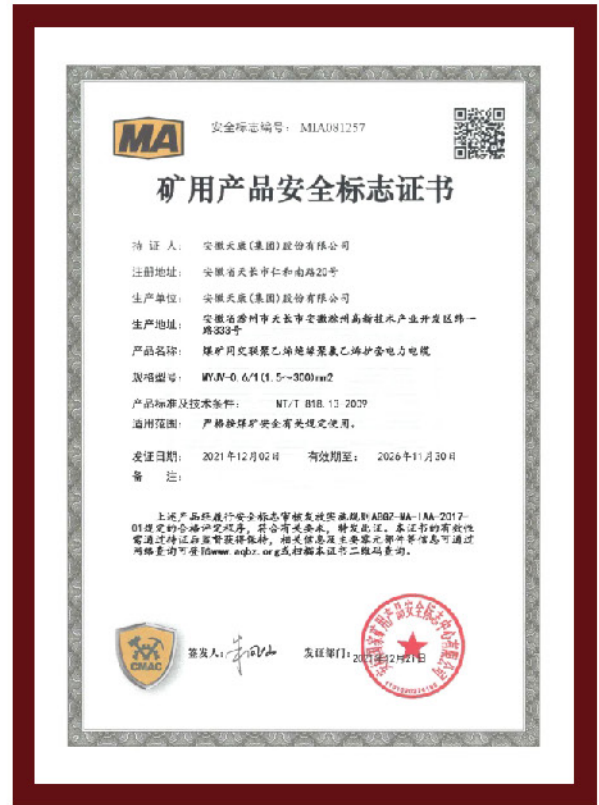 MA
安全标志编号: MIA081257
矿用产品安全标志证书
持 证 人: 安徽天康(集团)股份有限公司
注册地址: 安徽省天长市仁和南路20号
生产单位: 安徽天康(集团)股份有限公司
生产地址: 安徽省滁州市天长市安徽滁州高新技术产业开发区纬一
路333号
产品名称: 煤矿用交联聚乙烯绝缘聚氯乙烯护套电力电缆
规格型号: MYJV-0.6/1(1.5~300)mm2
产品标准及技术条件: MT/T 818.13-2009
适用范围: 严格按煤矿安全有关规定使用。
发证日期: 2021年12月02日 有效期至: 2026年11月30日
备 注:
上述产品经履行安全标志审核发放实施规则ABGZ-MA-IAA-2017-
01规定的合格评定程序,符合有关要求,特发此证。本证书的有效性
需通过持证后监督获得保持,相关信息及主要零元部件等信息可通过
网络查询可登陆www.aqbz.org或扫描本证书二维码查询。
CMAC
签发人:
发证部门:
2021年12月21日